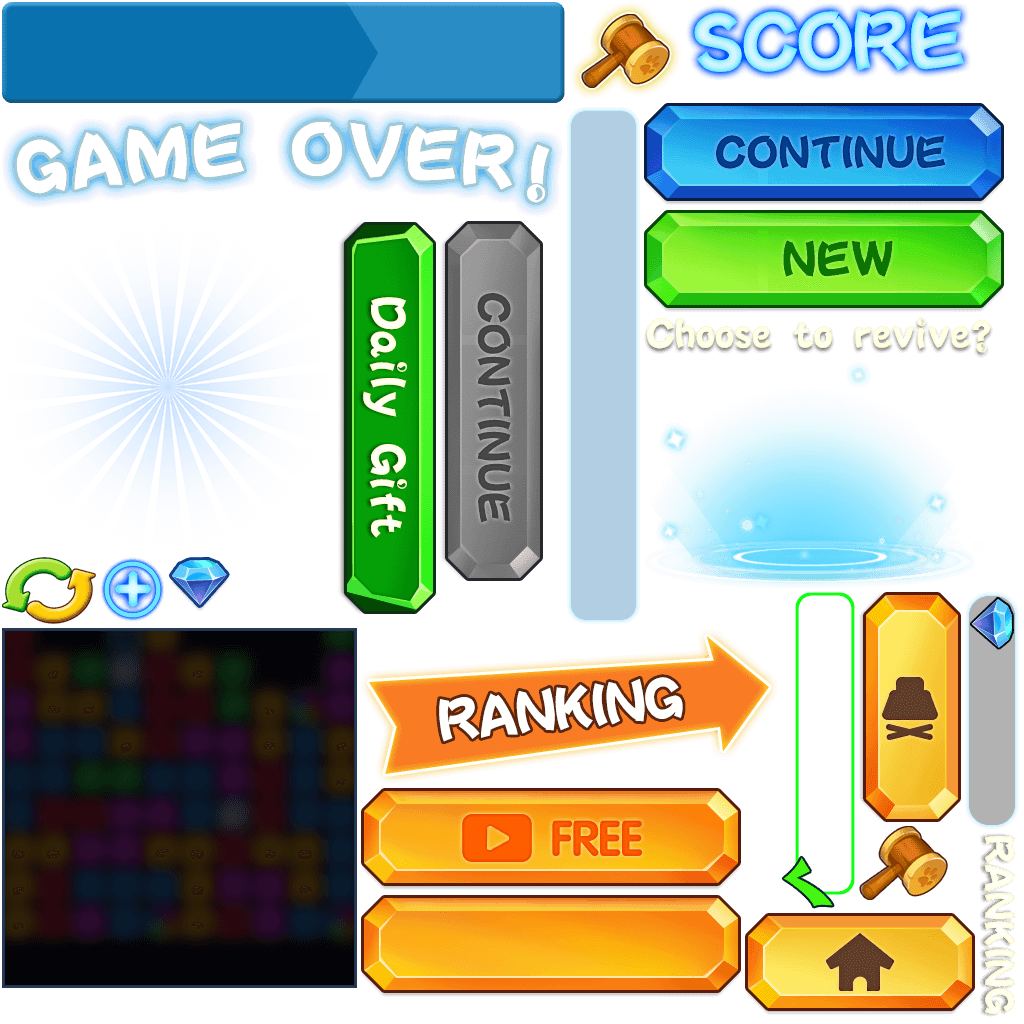 SCORE
GAME OVER!
CONTINUE
NEW
Daily Gift
CONTINUE
Choose to revive?
RANKING
FREE
RANKING